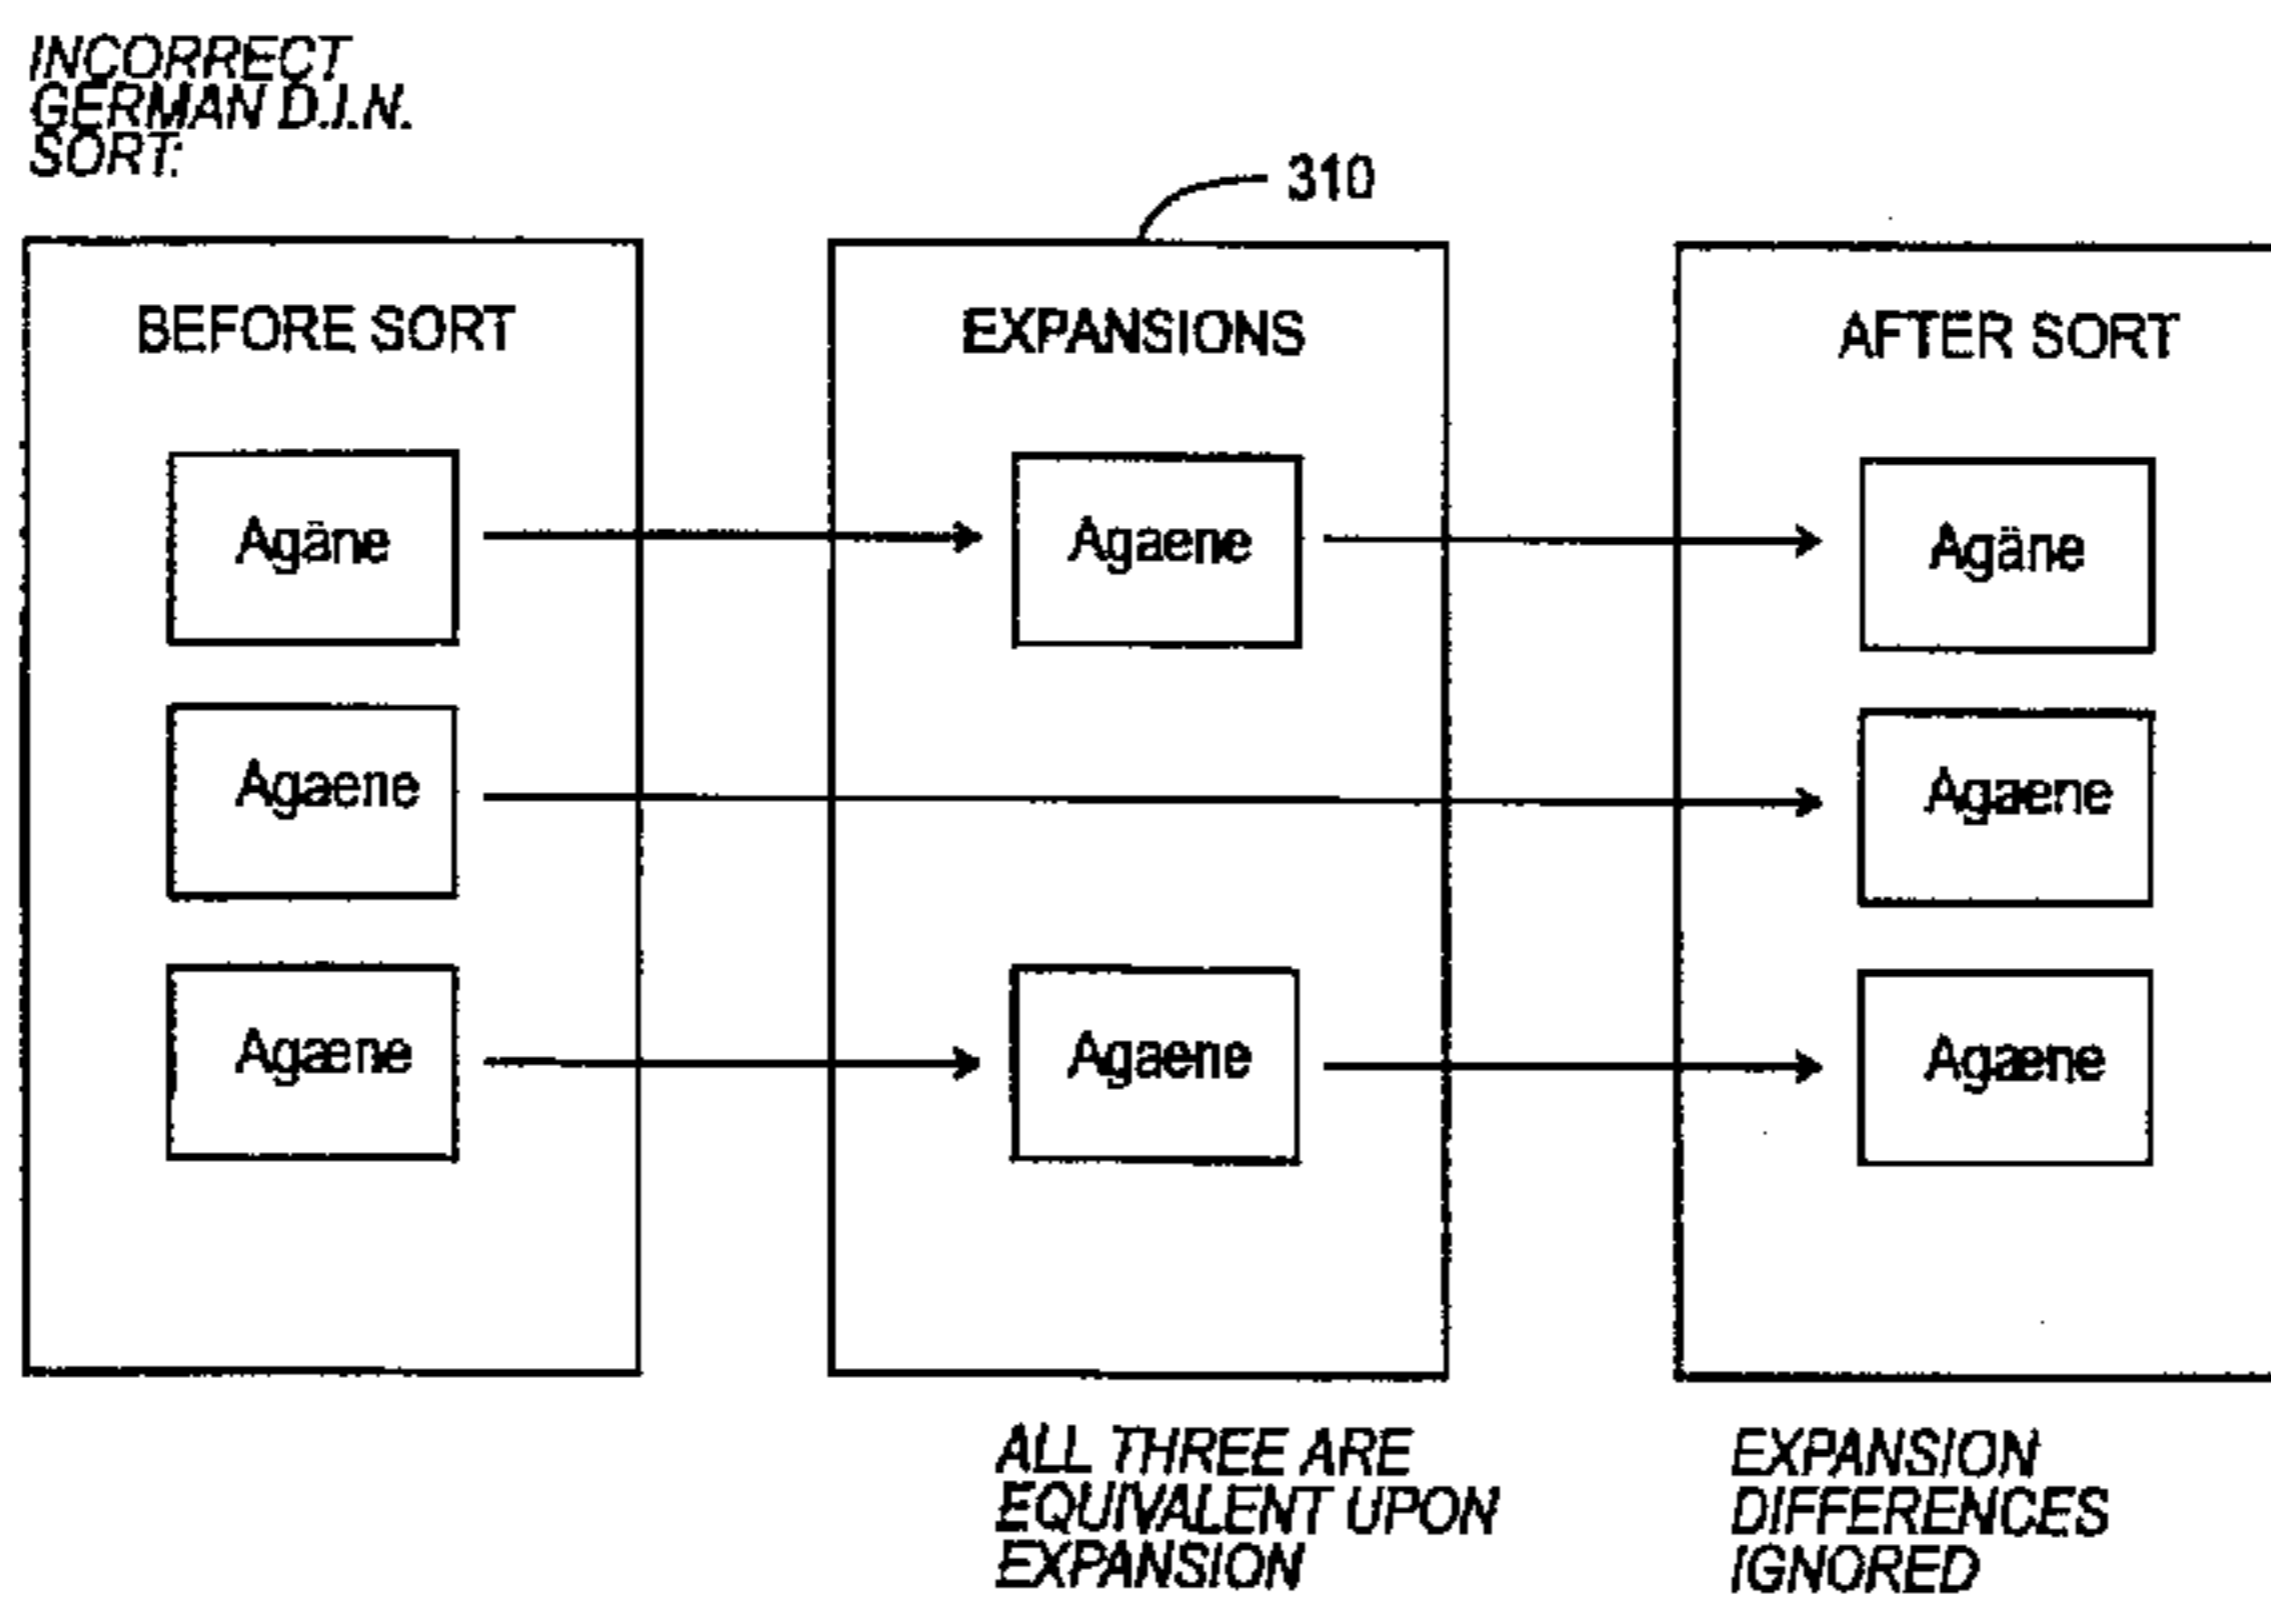 INCORRECT
GERMAN D.I.N.
SORT:
310
BEFORE SORT
EXPANSIONS
AFTER SORT
Agäne
Agaene
Agäne
Agaene
Agaene
Agæne
Agaene
Agæne
ALL THREE ARE
EQUIVALENT UPON
EXPANSION
EXPANSION
DIFFERENCES
IGNORED